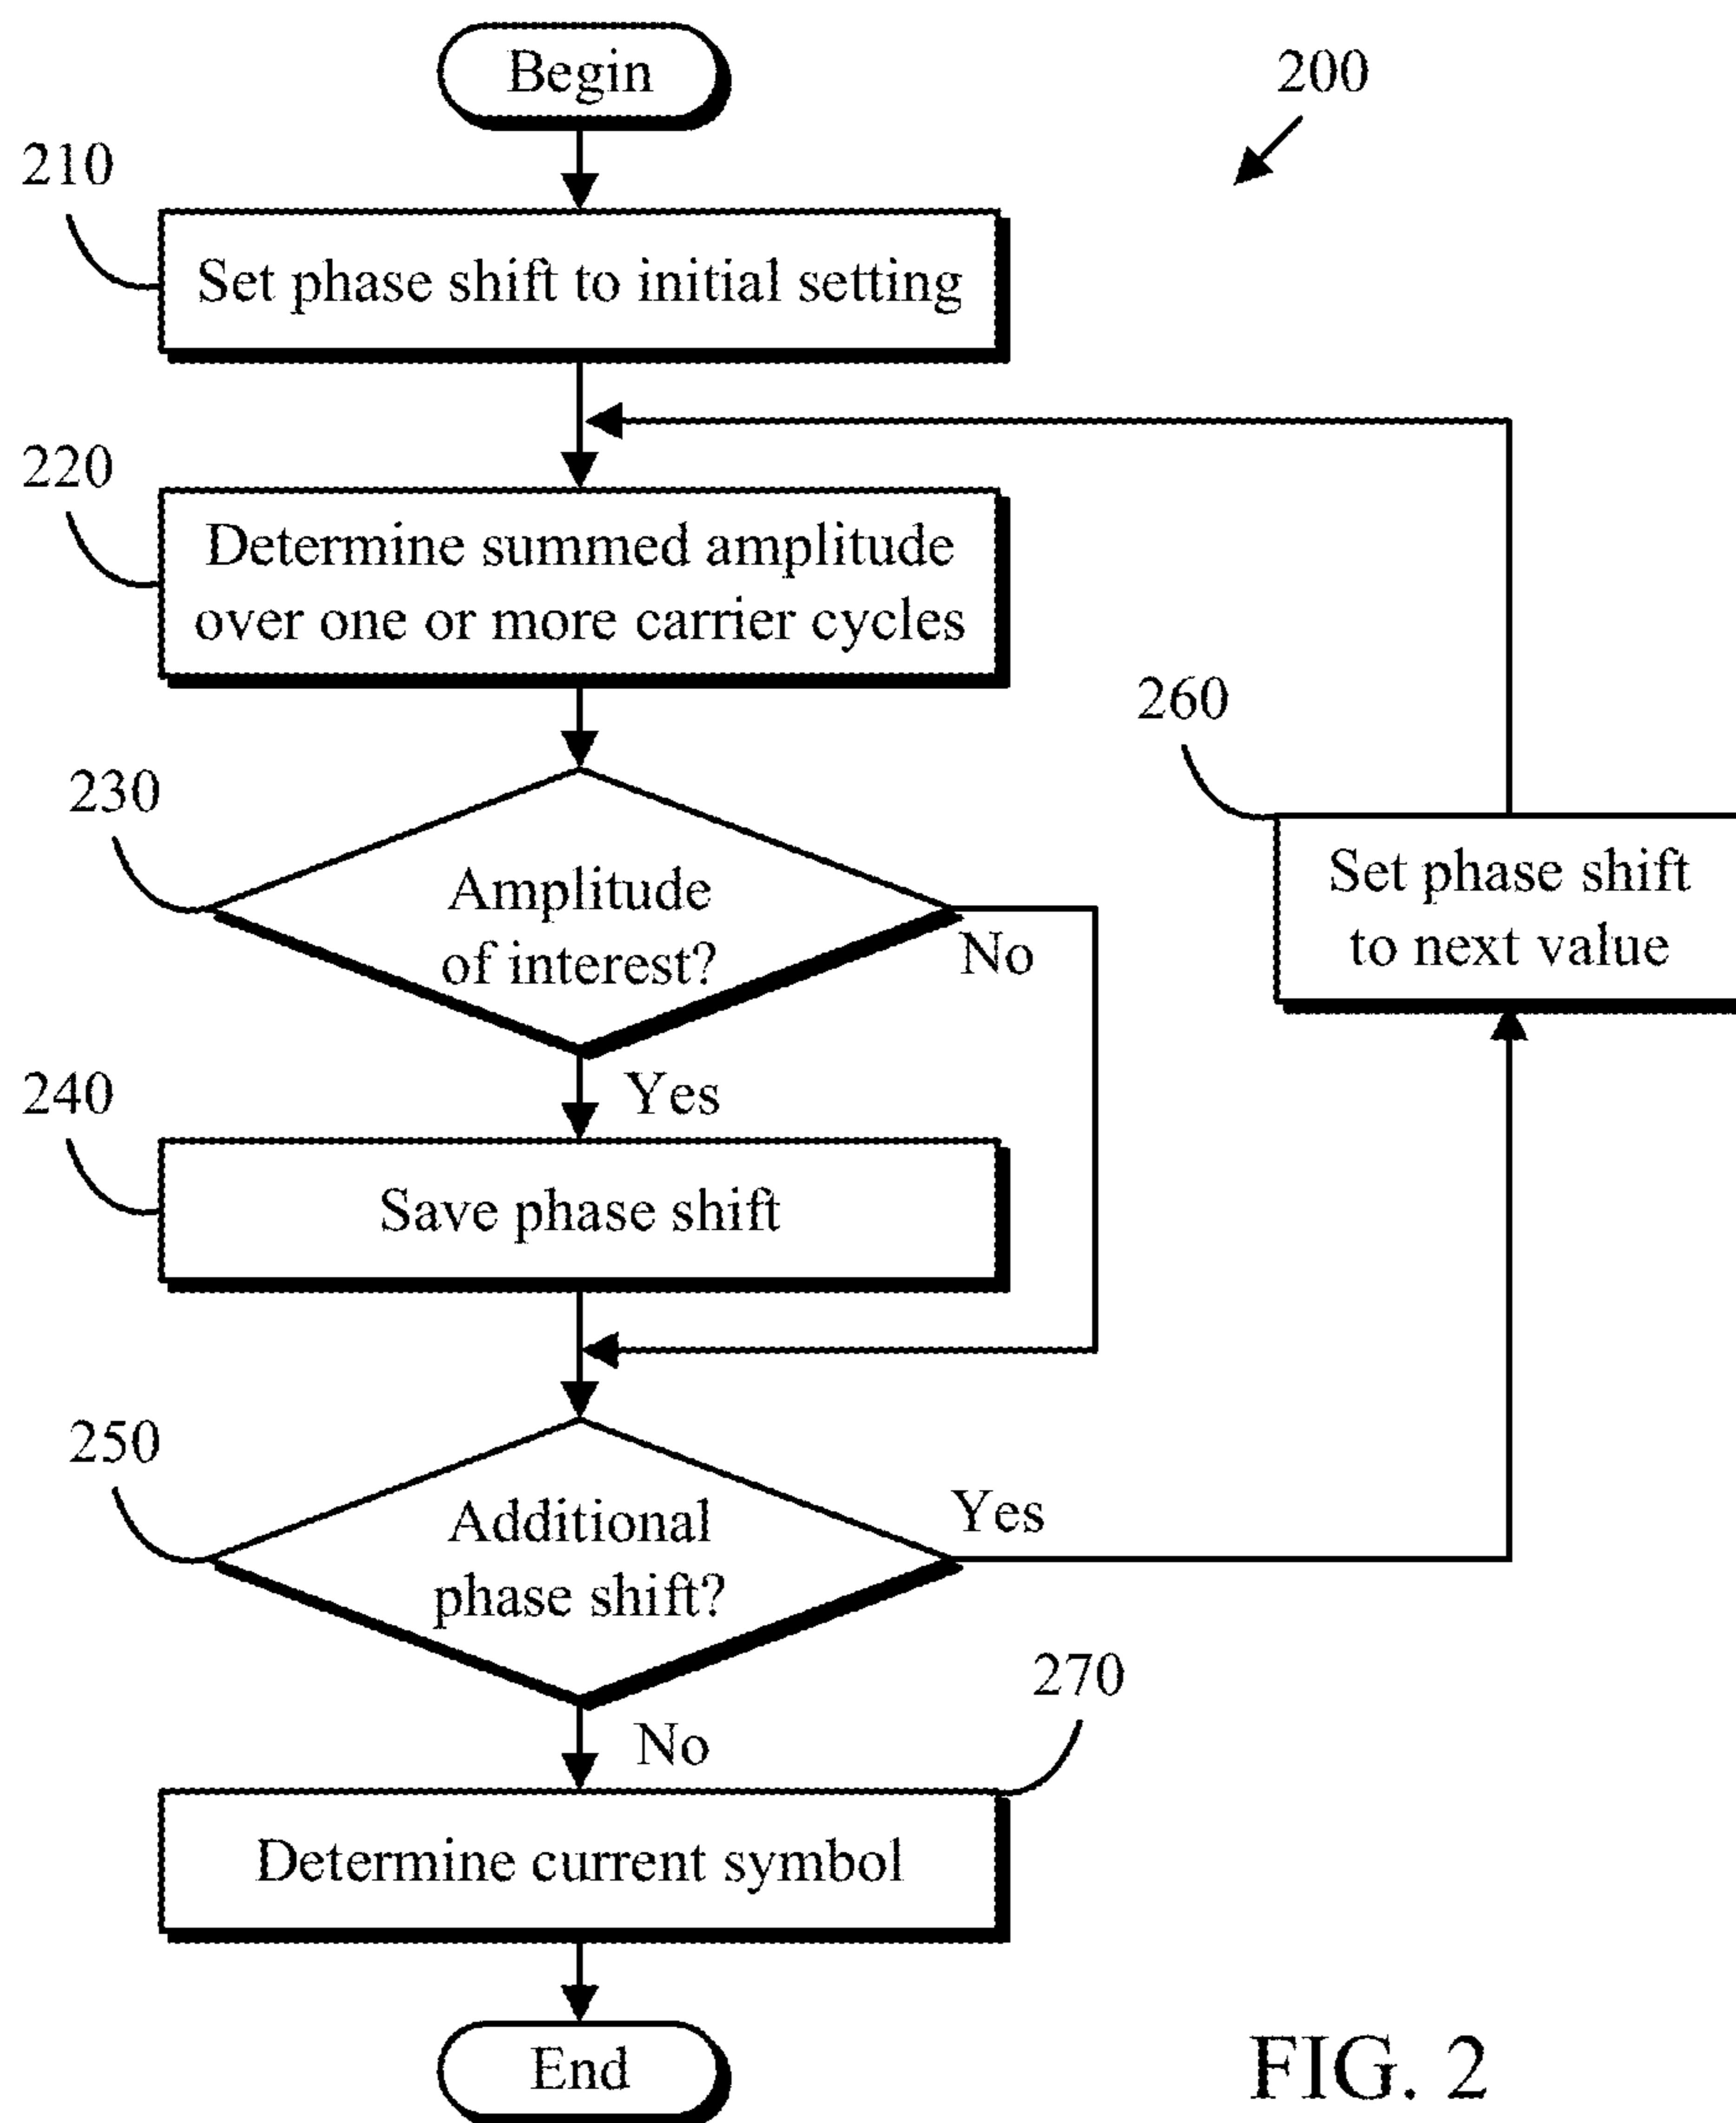 Begin
200
210
Set phase shift to initial setting
220
Determine summed amplitude
over one or more carrier cycles
260
230
Set phase shift
to next value
Amplitude
of interest?
No
Yes
240
Save phase shift
250
Additional
phase shift?
Yes
270
No
Determine current symbol
End
FIG. 2